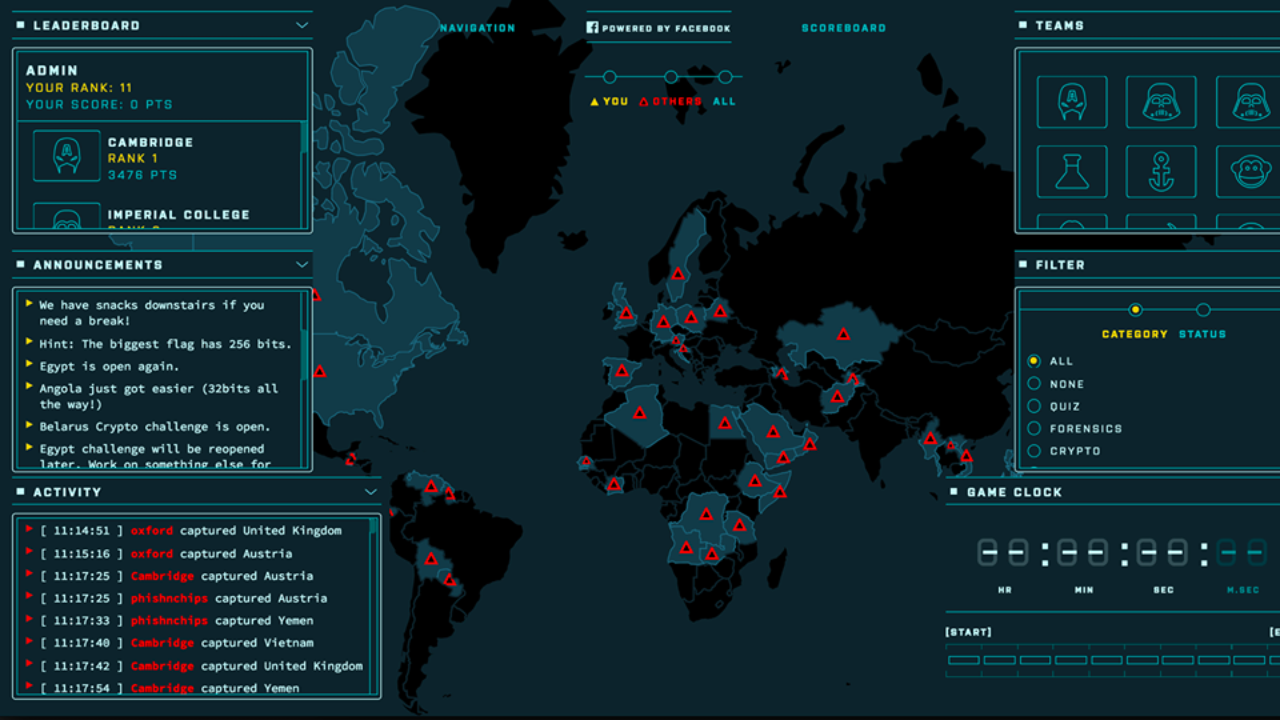 LEADERBOARD
ADMIN
YOUR RANK: 11
YOUR SCORE: 0 PTS
CAMBRIDGE
RANK 1
3476 PTS
IMPERIAL COLLEGE
ANNOUNCEMENTS
We have snacks downstairs if you
need a break!
Hint: The biggest flag has 256 bits.
Egypt is open again.
Angola just got easier (32bits all
the way!)
Belarus Crypto challenge is open.
Egypt challenge will be reopened
later. Work on something else for
ACTIVITY
[ 11:14:51 ] oxford captured United Kingdom
[ 11:15:16 ] oxford captured Austria
[ 11:17:25 ] Cambridge captured Austria
[ 11:17:25 ] phishnchips captured Austria
[ 11:17:33 ] phishnchips captured Yemen
[ 11:17:40 ] Cambridge captured Vietnam
[ 11:17:42 ] Cambridge captured United Kingdom
[ 11:17:54 ] Cambridge captured Yemen
NAVIGATION
POWERED BY FACEBOOK
SCOREBOARD
YOU OTHERS ALL
TEAMS
FILTER
CATEGORY STATUS
ALL
NONE
QUIZ
FORENSICS
CRYPTO
GAME CLOCK
-- : -- : -- : --
HR MIN SEC M.SEC
[START]